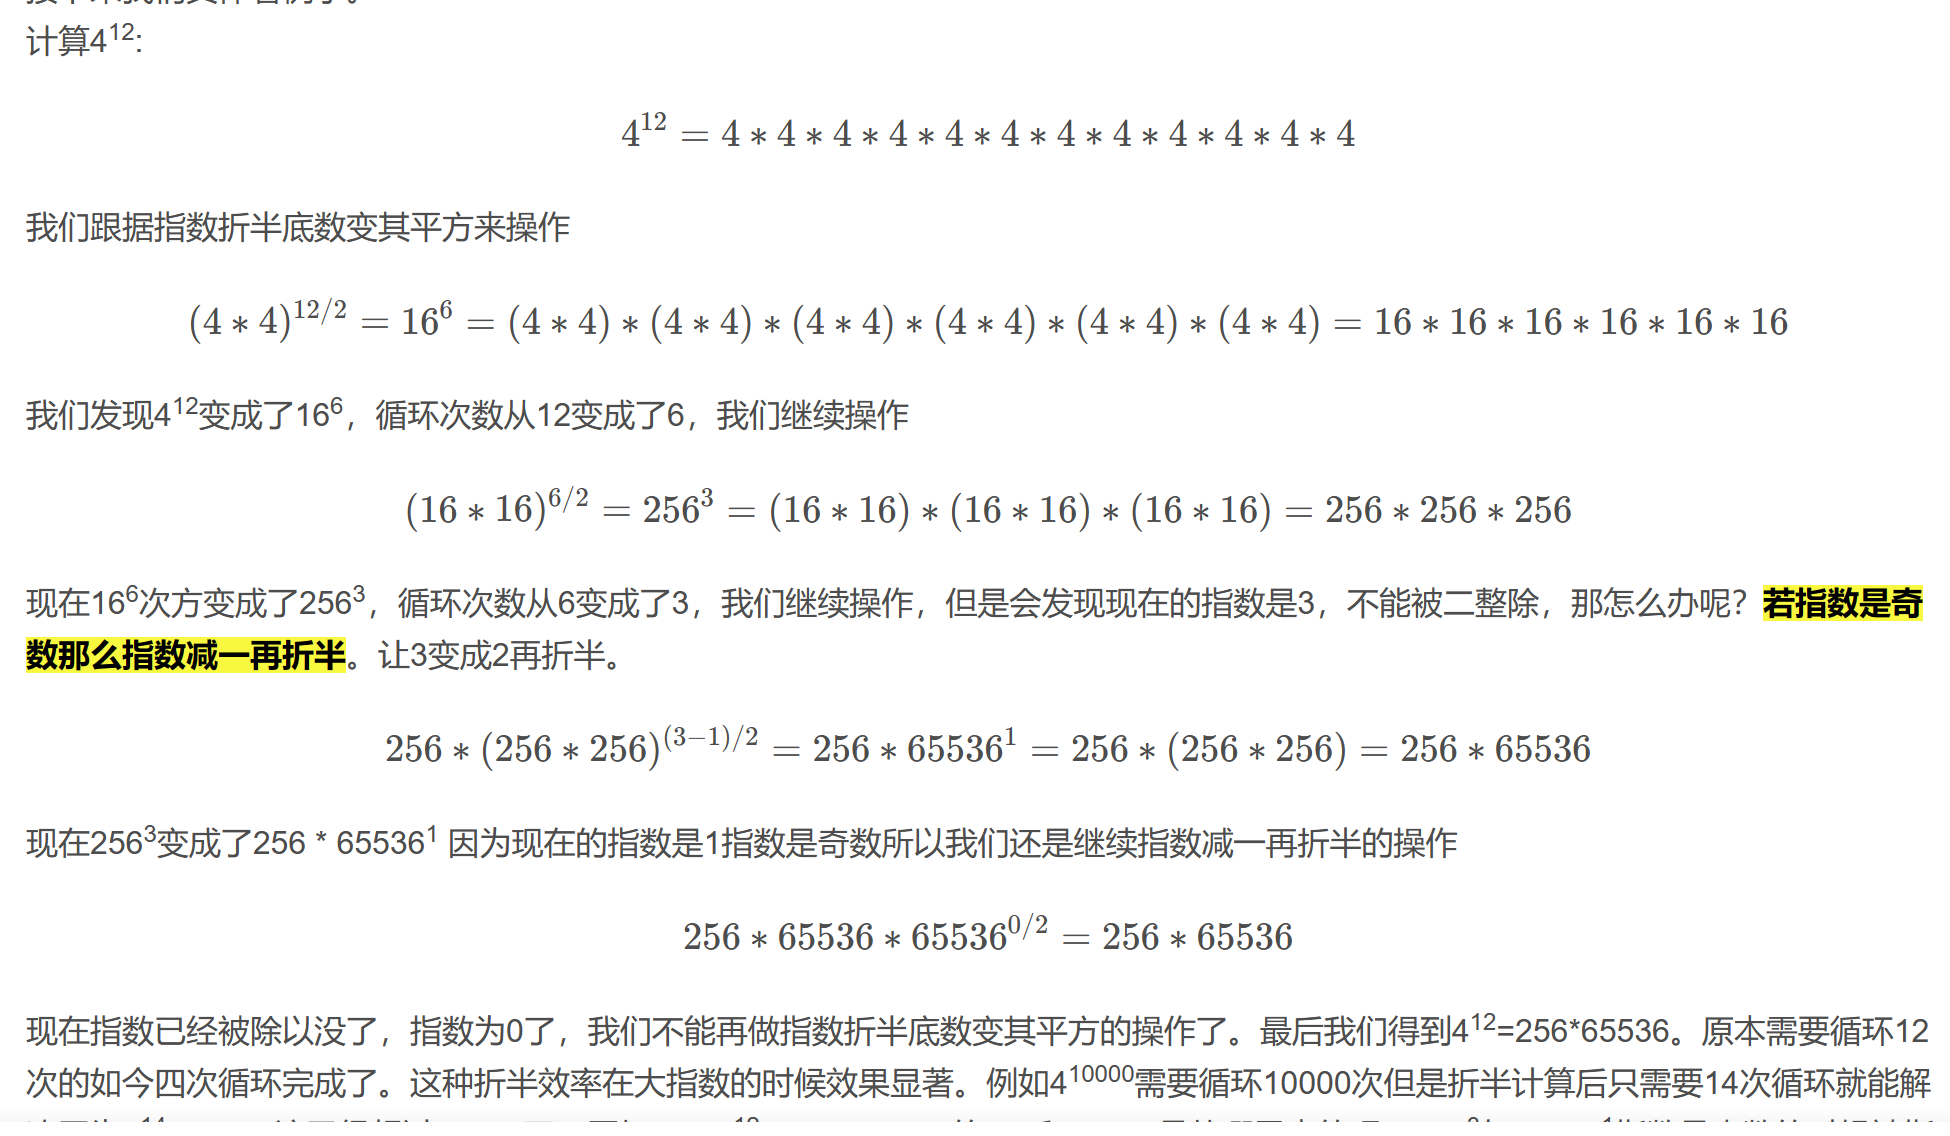 计算4^12:
4^12 = 4 ∗ 4 ∗ 4 ∗ 4 ∗ 4 ∗ 4 ∗ 4 ∗ 4 ∗ 4 ∗ 4 ∗ 4 ∗ 4
我们跟据指数折半底数变其平方来操作
(4 ∗ 4)^12/2 = 16^6 = (4 ∗ 4) ∗ (4 ∗ 4) ∗ (4 ∗ 4) ∗ (4 ∗ 4) ∗ (4 ∗ 4) ∗ (4 ∗ 4) = 16 ∗ 16 ∗ 16 ∗ 16 ∗ 16 ∗ 16
我们发现4^12变成了16^6，循环次数从12变成了6，我们继续操作
(16 ∗ 16)^6/2 = 256^3 = (16 ∗ 16) ∗ (16 ∗ 16) ∗ (16 ∗ 16) = 256 ∗ 256 ∗ 256
现在16^6次方变成了256^3，循环次数从6变成了3，我们继续操作，但是会发现现在的指数是3，不能被二整除，那怎么办呢？若指数是奇
数那么指数减一再折半。让3变成2再折半。
256 ∗ (256 ∗ 256)^(3−1)/2 = 256 ∗ 65536^1 = 256 ∗ (256 ∗ 256) = 256 ∗ 65536
现在256^3变成了256 * 65536^1 因为现在的指数是1指数是奇数所以我们还是继续指数减一再折半的操作
256 ∗ 65536 ∗ 65536^0/2 = 256 ∗ 65536
现在指数已经被除以没了，指数为0了，我们不能再做指数折半底数变其平方的操作了。最后我们得到4^12=256*65536。原本需要循环12
次的如今四次循环完成了。这种折半效率在大指数的时候效果显著。例如4^10000需要循环10000次但是折半计算后只需要14次循环就能解